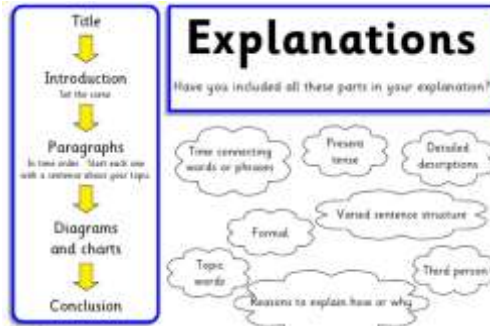 Title
Introduction
Set the scene
Paragraphs
In time order. Start each one
with a sentence about your topic
Diagrams
and charts
Conclusion
Explanations
Have you included all these parts in your explanation?
Time connecting
words or phrases
Present
tense
Detailed
descriptions
Varied sentence structure
Formal
Topic
words
Third person
Reasons to explain how or why